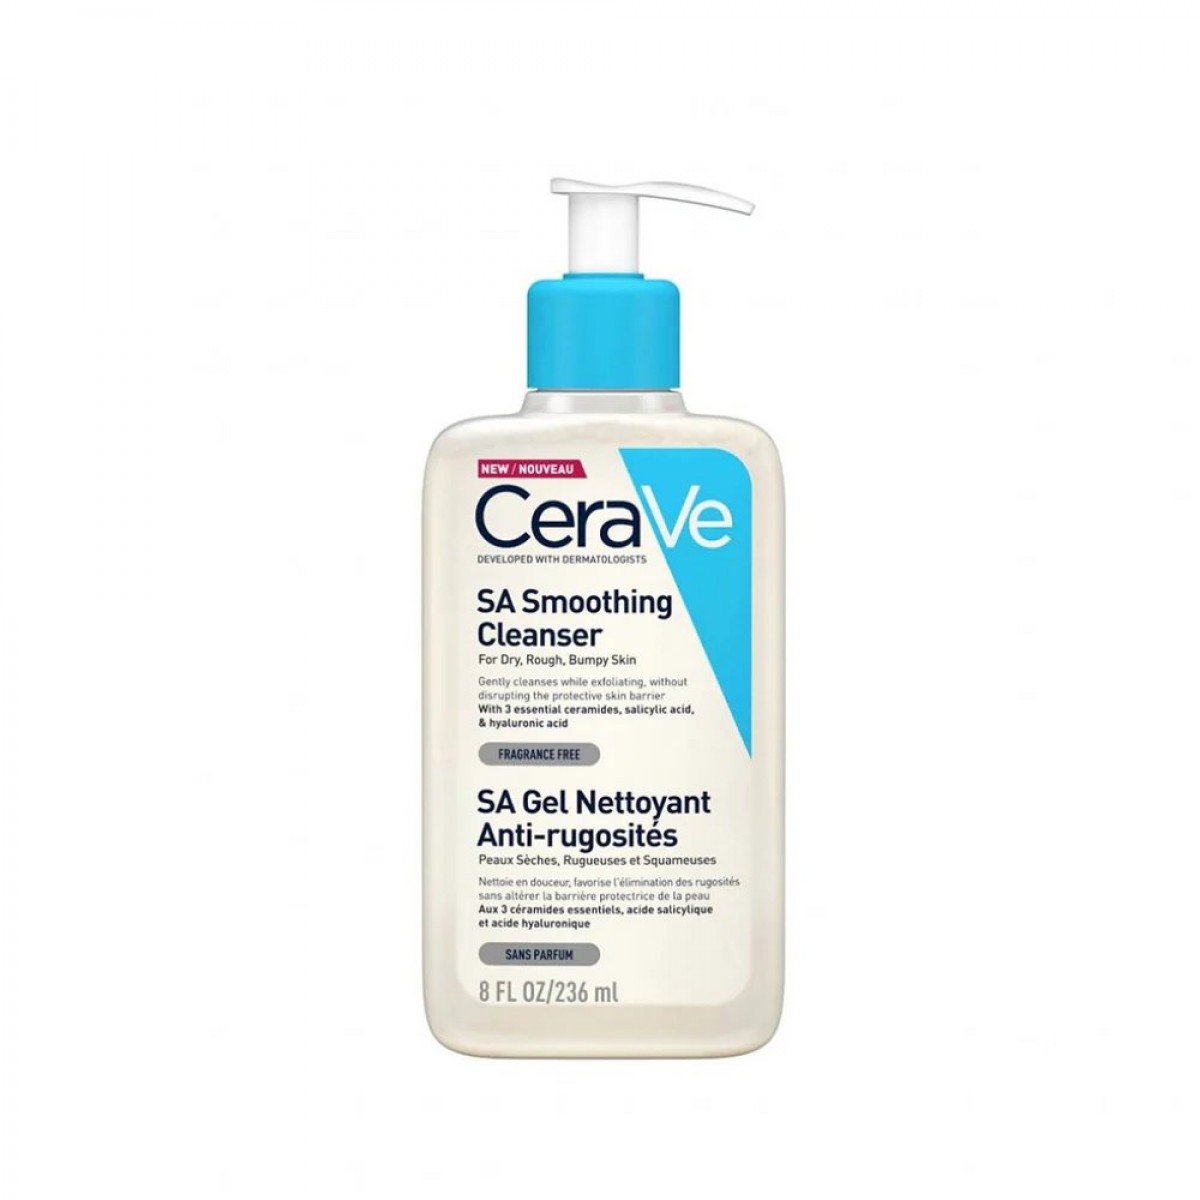 NEW / NOUVEAU
CeraVe
DEVELOPED WITH DERMATOLOGISTS
SA Smoothing
Cleanser
For Dry, Rough, Bumpy Skin
Gently cleanses while exfoliating, without
disrupting the protective skin barrier
With 3 essential ceramides, salicylic acid,
& hyaluronic acid
FRAGRANCE FREE
SA Gel Nettoyant
Anti-rugosités
Peaux Sèches, Rugueuses et Squameuses
Nettoie en douceur, favorise l'élimination des rugosités
sans altérer la barrière protectrice de la peau
Aux 3 céramides essentiels, acide salicylique
et acide hyaluronique
SANS PARFUM
8 FL OZ/236 ml